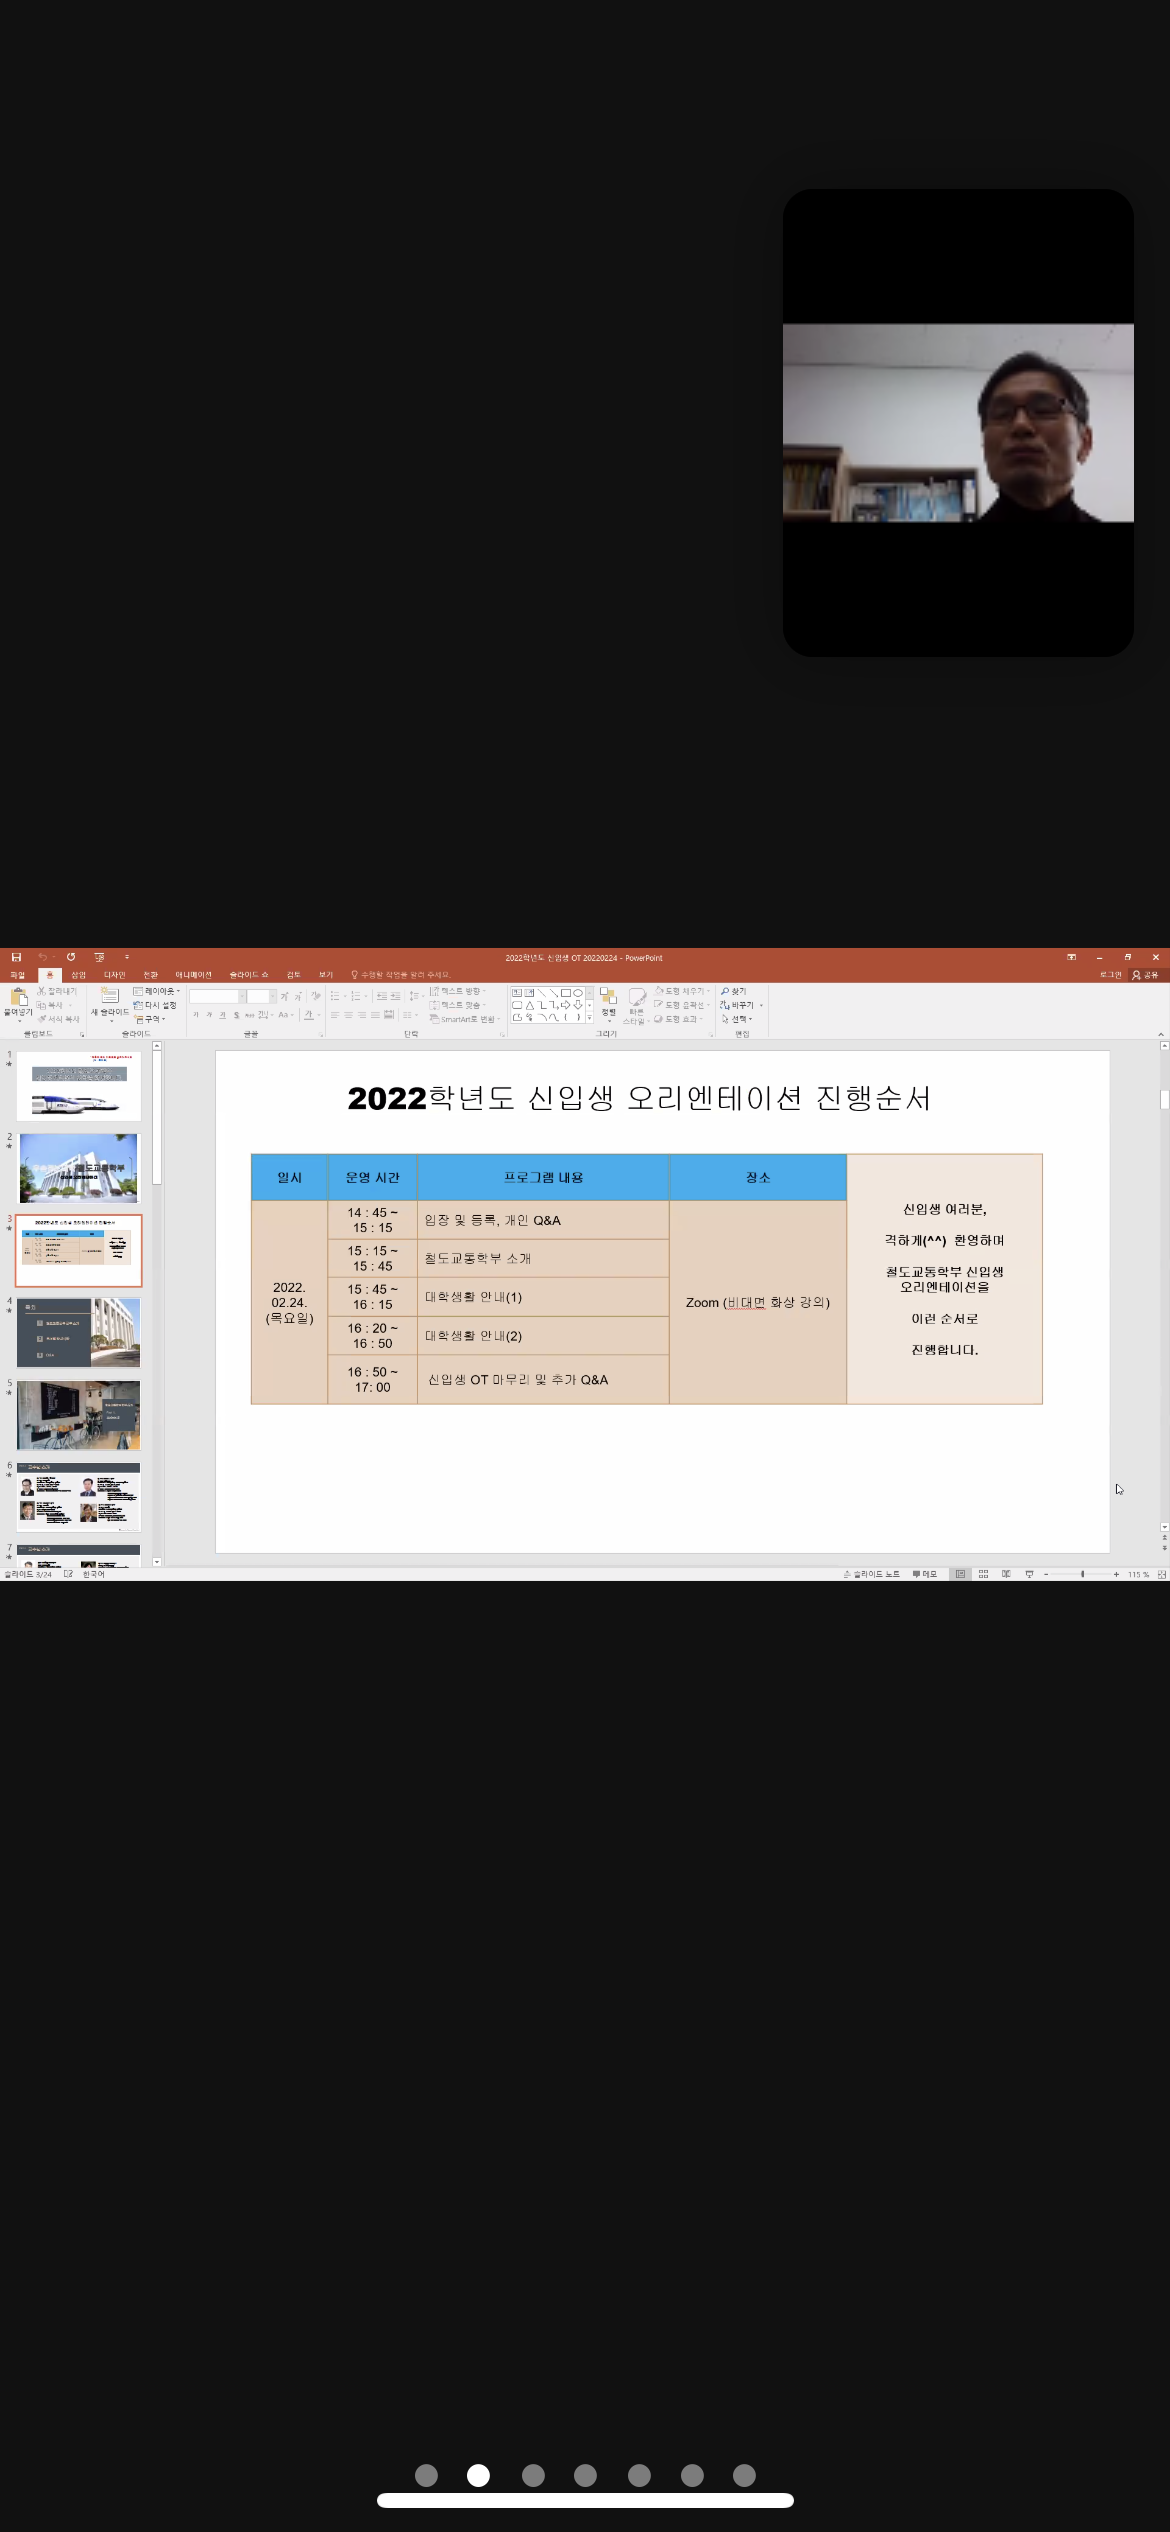 2022학년도 신입생 OT 20220224 - PowerPoint
파일 홈 삽입 디자인 전환 애니메이션 슬라이드 쇼 검토 보기 수행할 작업을 알려 주세요. 로그인 공유
붙여넣기 잘라내기 복사 서식 복사
새 슬라이드 레이아웃 다시 설정 구역
텍스트 방향 텍스트 맞춤 SmartArt로 변환
정렬 빠른 스타일 도형 채우기 도형 윤곽선 도형 효과
찾기 바꾸기 선택
클립보드 슬라이드 글꼴 단락 그리기 편집
1
2
철도교통학부
3
4
목차
5
6
7
2022학년도 신입생 오리엔테이션 진행순서
일시 운영 시간 프로그램 내용 장소
2022.
02.24.
(목요일)
14 : 45 ~
15 : 15
입장 및 등록, 개인 Q&A
15 : 15 ~
15 : 45
철도교통학부 소개
15 : 45 ~
16 : 15
대학생활 안내(1)
16 : 20 ~
16 : 50
대학생활 안내(2)
16 : 50 ~
17: 00
신입생 OT 마무리 및 추가 Q&A
Zoom (비대면 화상 강의)
신입생 여러분,
격하게(^^) 환영하며
철도교통학부 신입생
오리엔테이션을
이런 순서로
진행합니다.
슬라이드 3/24 한국어 슬라이드 노트 메모 115 %